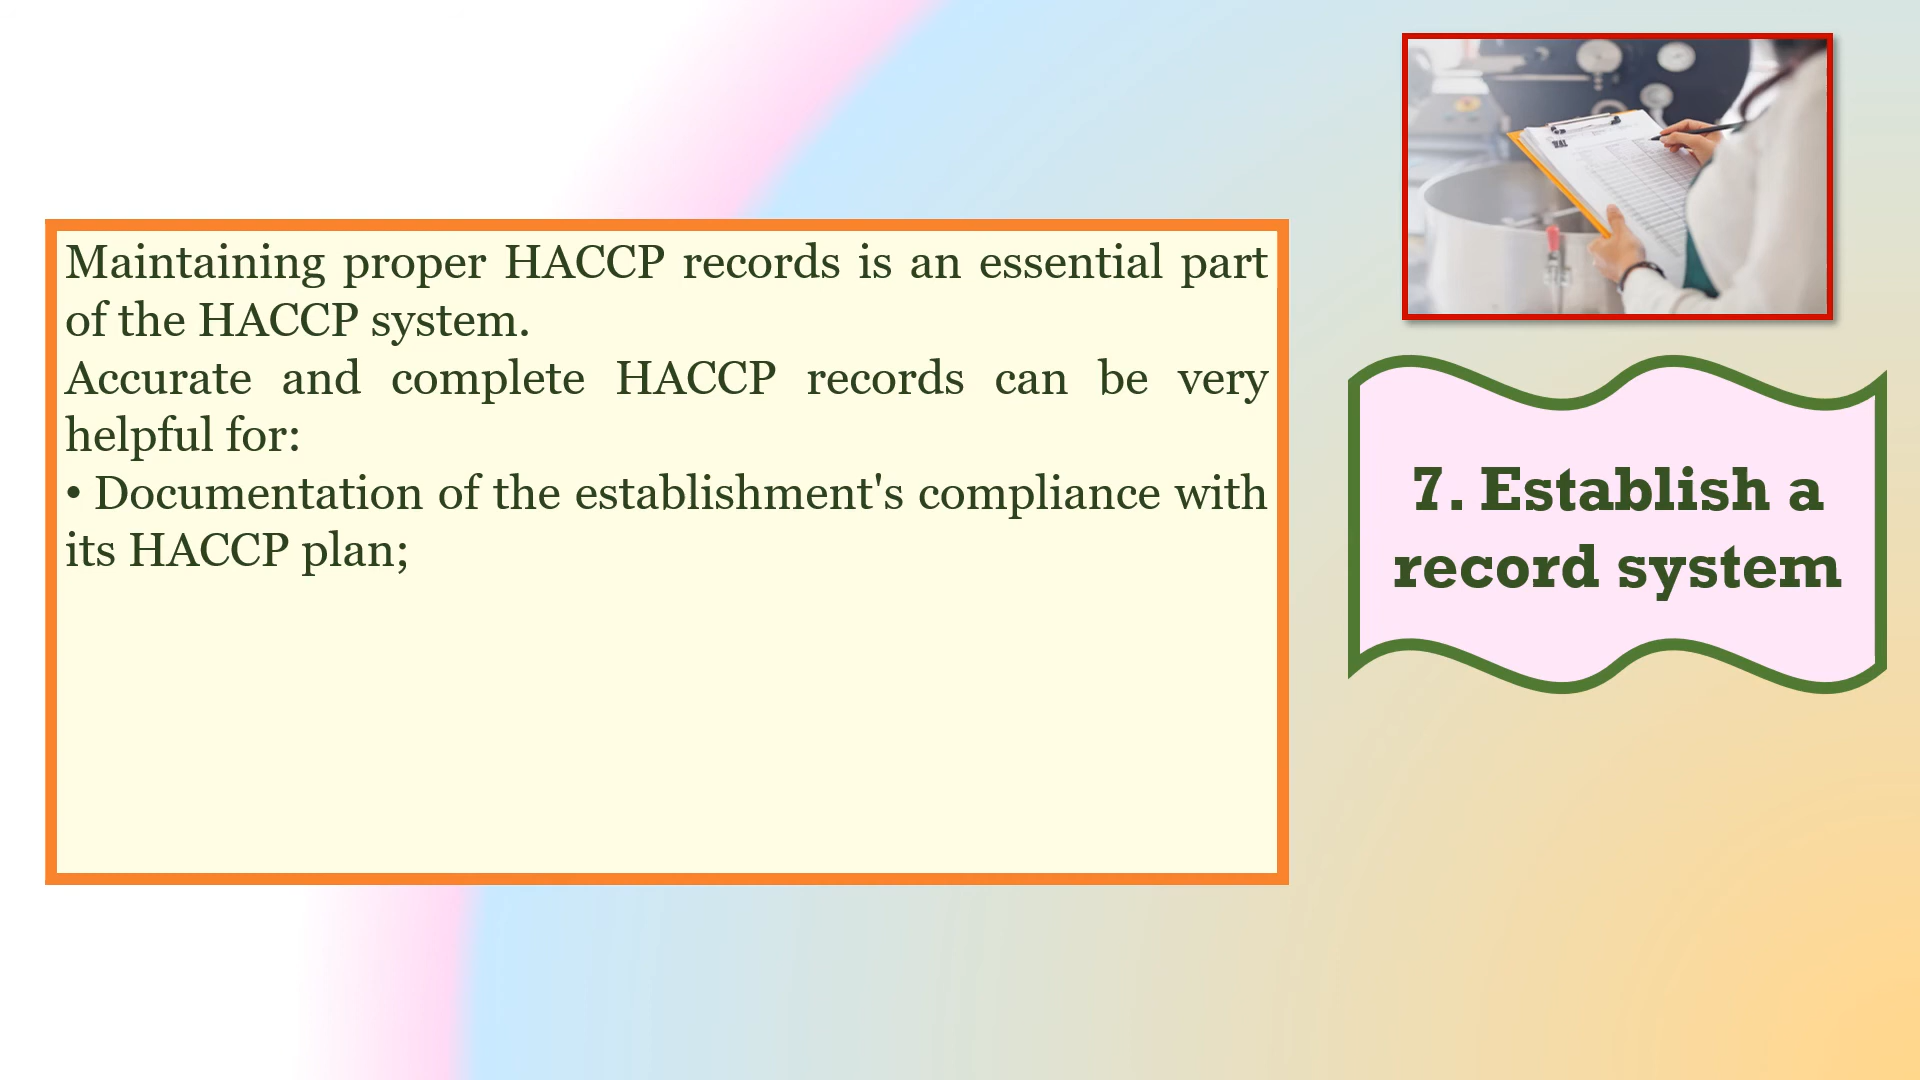 Maintaining proper HACCP records is an essential part
of the HACCP system.
Accurate and complete HACCP records can be very
helpful for:
• Documentation of the establishment's compliance with
its HACCP plan;
7. Establish a
record system